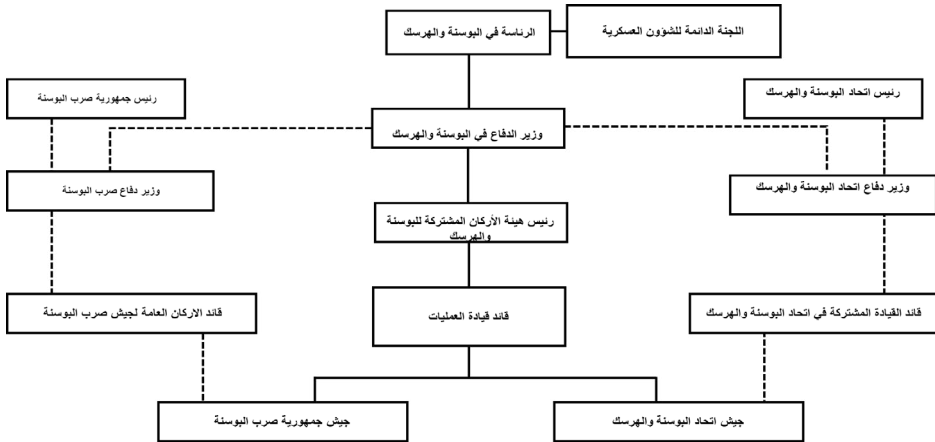 اللجنة الدائمة للشؤون العسكرية
الرئاسة في البوسنة والهرسك
رئيس اتحاد البوسنة والهرسك
رئيس جمهورية صرب البوسنة
وزير الدفاع في البوسنة والهرسك
وزير دفاع اتحاد البوسنة والهرسك
وزير دفاع صرب البوسنة
رئيس هيئة الأركان المشتركة للبوسنة
والهرسك
قائد القيادة المشتركة في اتحاد البوسنة والهرسك
قائد قيادة العمليات
قائد الاركان العامة لجيش صرب البوسنة
جيش اتحاد البوسنة والهرسك
جيش جمهورية صرب البوسنة